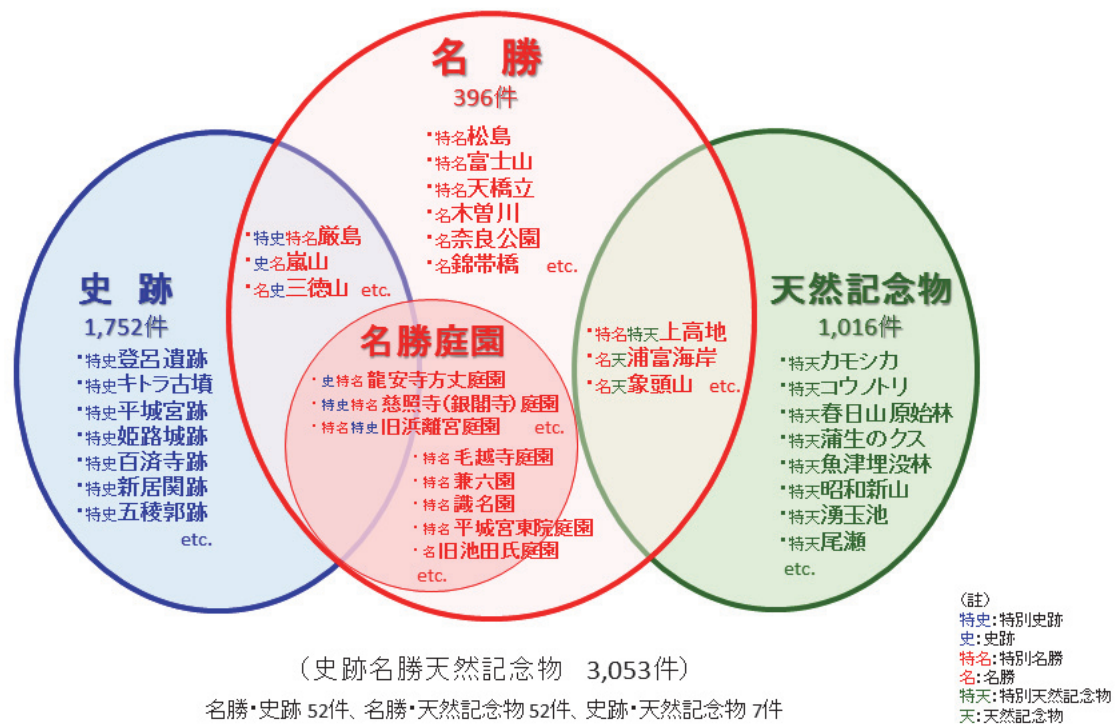 名 勝
396件
・特名松島
・特名富士山
・特名天橋立
・名木曽川
・名奈良公園
・名錦帯橋 etc.
・特史特名厳島
・史名嵐山
・名史三徳山 etc.
史 跡
1,752件
・特史登呂遺跡
・特史キトラ古墳
・特史平城宮跡
・特史姫路城跡
・特史百済寺跡
・特史新居関跡
・特史五稜郭跡
etc.
名勝庭園
・史特名 龍安寺方丈庭園
・特史特名 慈照寺(銀閣寺)庭園
・特名特史 旧浜離宮庭園 etc.
・特名 毛越寺庭園
・特名 兼六園
・特名 識名園
・特名 平城宮東院庭園
・名 旧池田氏庭園
etc.
・特名特天上高地
・名天浦富海岸
・名天象頭山 etc.
天然記念物
1,016件
・特天カモシカ
・特天コウノトリ
・特天春日山原始林
・特天蒲生のクス
・特天魚津埋没林
・特天昭和新山
・特天湧玉池
・特天尾瀬
etc.
(註)
特史:特別史跡
史:史跡
特名:特別名勝
名:名勝
特天:特別天然記念物
天:天然記念物
(史跡名勝天然記念物 3,053件)
名勝・史跡 52件、名勝・天然記念物 52件、史跡・天然記念物 7件